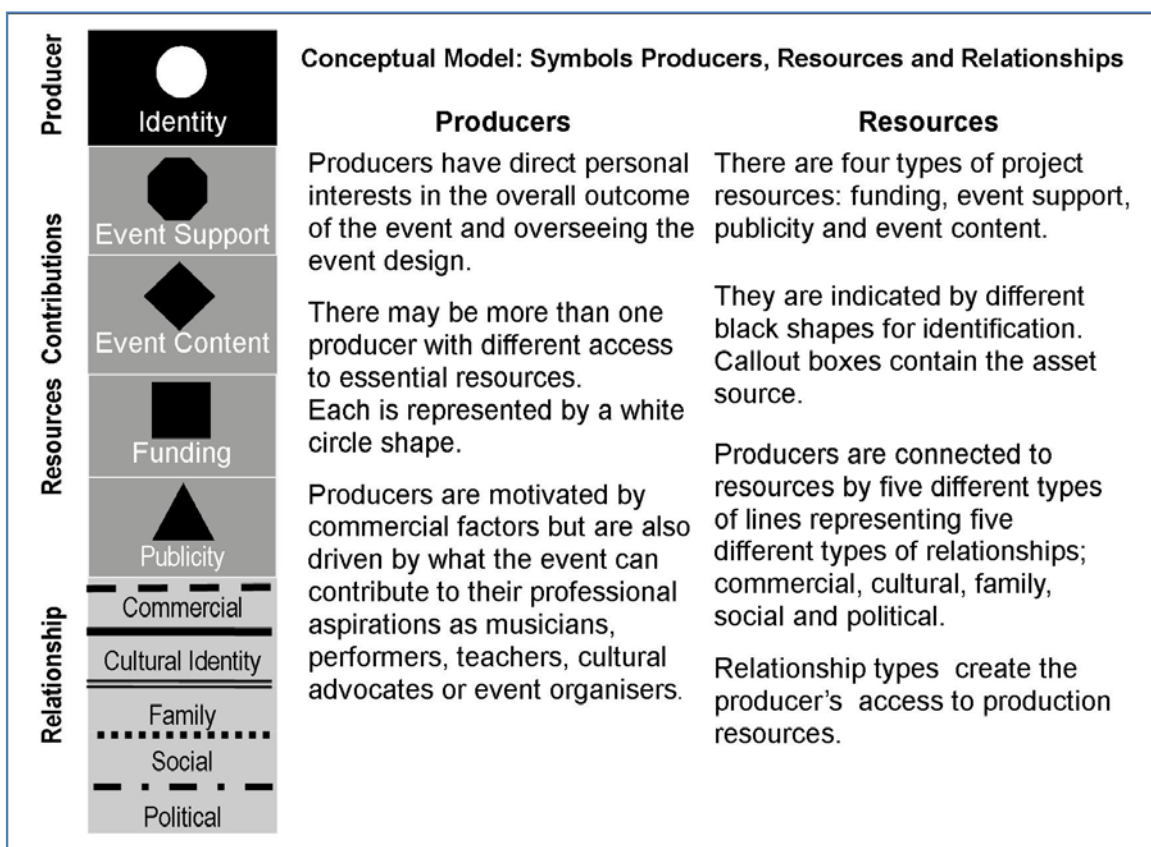 Producer
Identity
Resources Contributions
Event Support
Event Content
Funding
Publicity
Relationship
Commercial
Cultural Identity
Family
Social
Political
Conceptual Model: Symbols Producers, Resources and Relationships
Producers
Producers have direct personal
interests in the overall outcome
of the event and overseeing the
event design.
There may be more than one
producer with different access
to essential resources.
Each is represented by a white
circle shape.
Producers are motivated by
commercial factors but are also
driven by what the event can
contribute to their professional
aspirations as musicians,
performers, teachers, cultural
advocates or event organisers.
Resources
There are four types of project
resources: funding, event support,
publicity and event content.
They are indicated by different
black shapes for identification.
Callout boxes contain the asset
source.
Producers are connected to
resources by five different types
of lines representing five
different types of relationships;
commercial, cultural, family,
social and political.
Relationship types create the
producer’s access to production
resources.